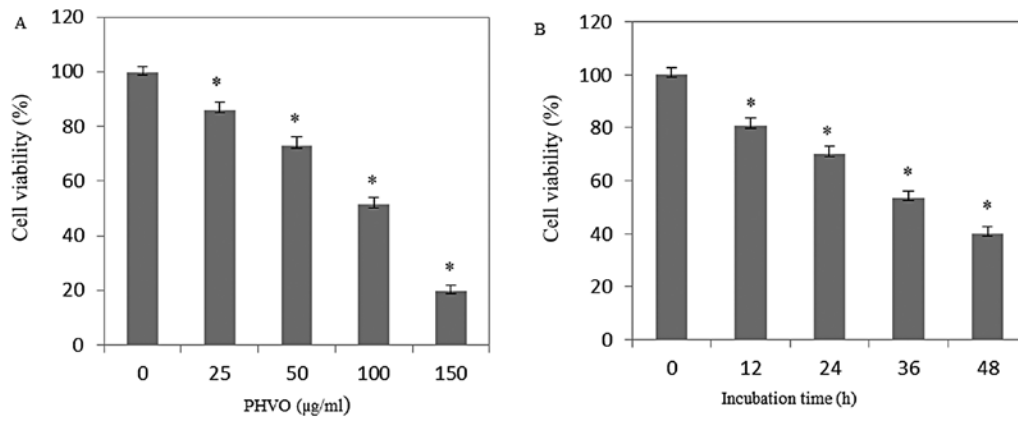 A
Cell viability (%)
120
100
80
60
40
20
0
*
*
*
*
0 25 50 100 150
PHVO (µg/ml)
B
Cell viability (%)
120
100
80
60
40
20
0
*
*
*
*
0 12 24 36 48
Incubation time (h)